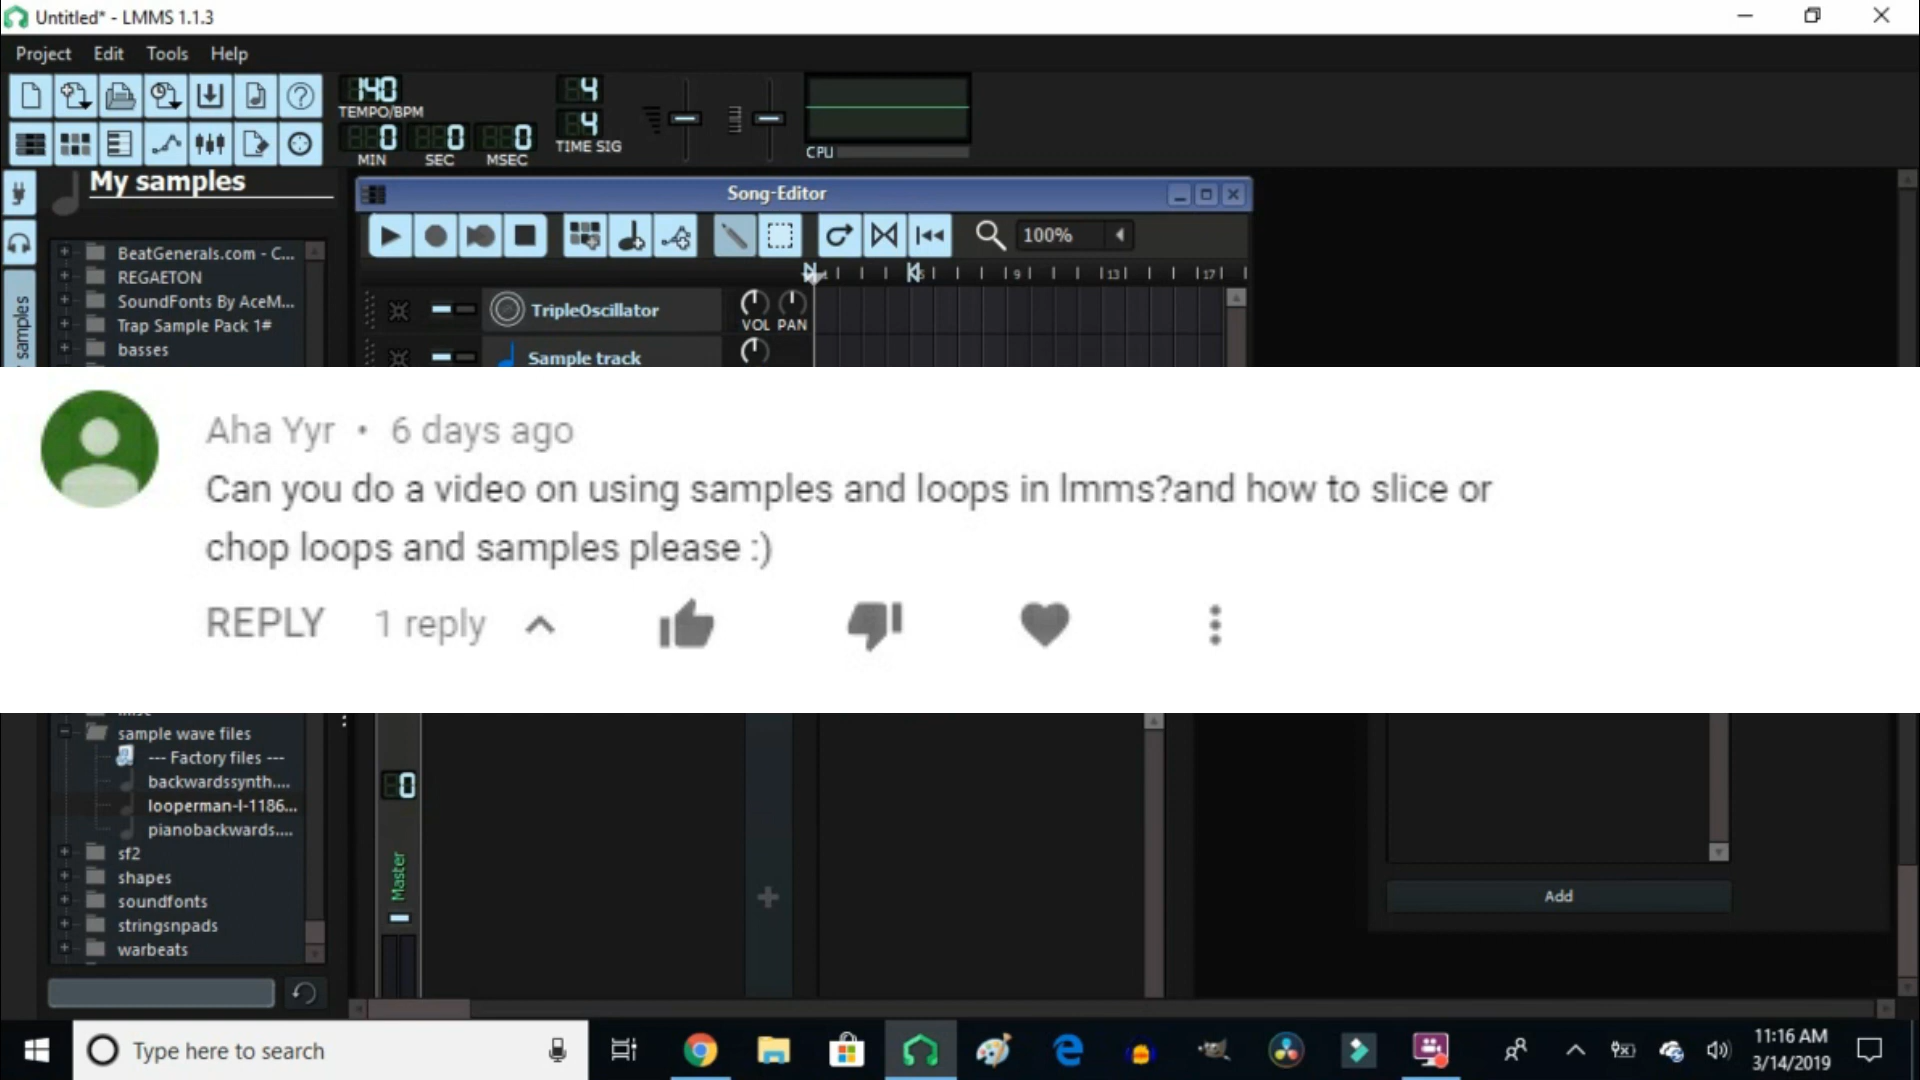 Untitled* - LMMS 1.1.3
Project Edit Tools Help
140
TEMPO/BPM
4
4
TIME SIG
0 0 0
MIN SEC MSEC
CPU
My samples
samples
BeatGenerals.com - C...
REGAETON
SoundFonts By AceM...
Trap Sample Pack 1#
basses
Song-Editor
100%
9 13 17
TripleOscillator
VOL PAN
Sample track
Aha Yyr • 6 days ago
Can you do a video on using samples and loops in lmms?and how to slice or
chop loops and samples please :)
REPLY 1 reply
sample wave files
--- Factory files ---
backwardssynth....
looperman-l-1186...
pianobackwards....
sf2
shapes
soundfonts
stringsnpads
warbeats
0
Master
Add
Type here to search
11:16 AM
3/14/2019